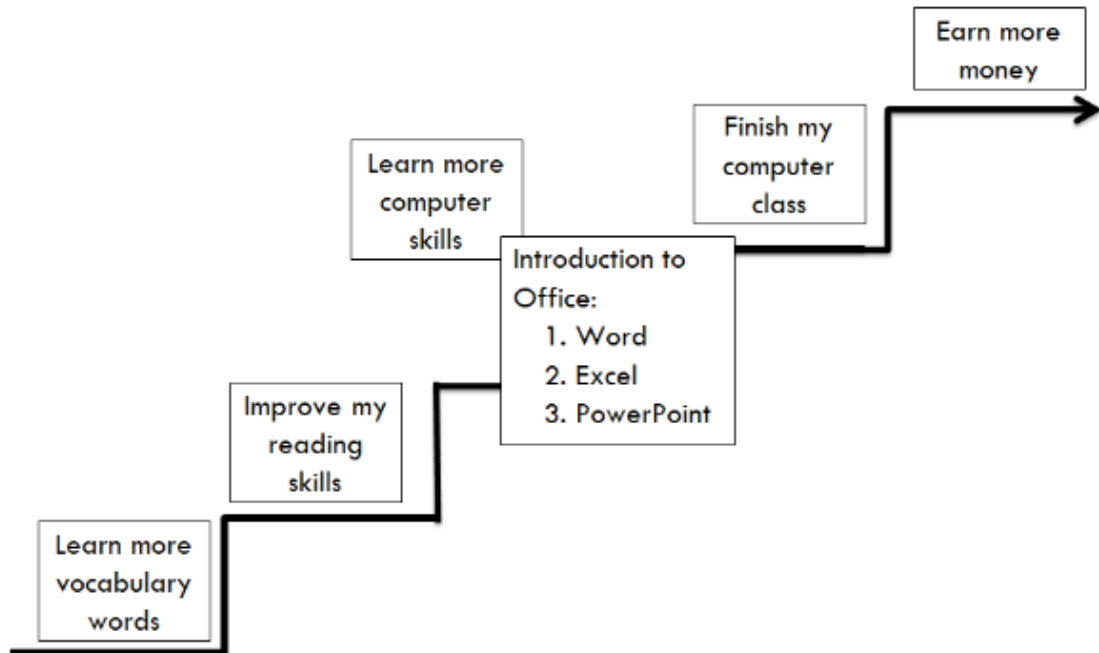 Earn more
money
Finish my
computer
class
Learn more
computer
skills
Introduction to
Office:
1. Word
2. Excel
3. PowerPoint
Improve my
reading
skills
Learn more
vocabulary
words